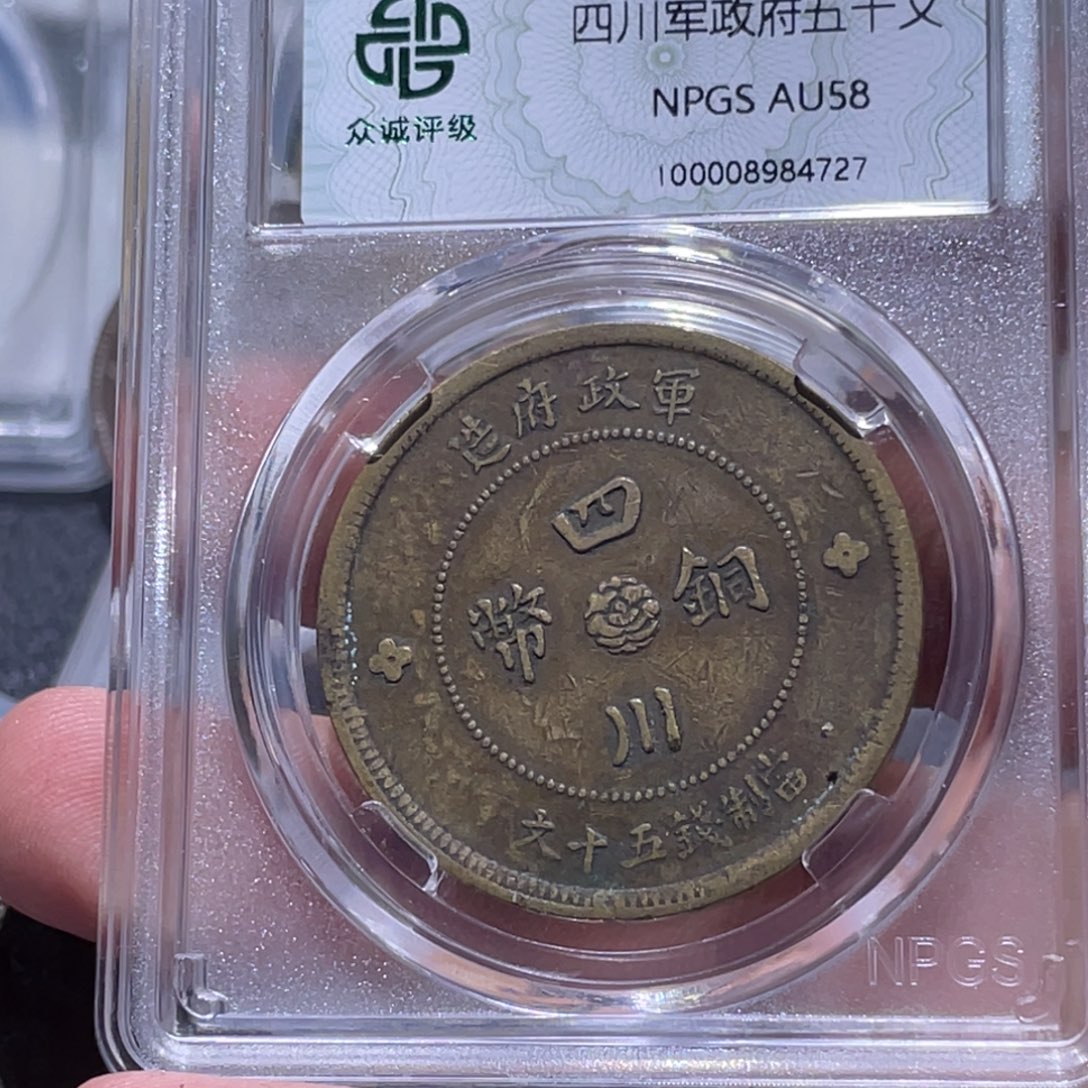 四川军政府五十文
NPGS AU58
众诚评级
100008984727
軍政府造
四川
銅幣
當制錢五十文
NPGS